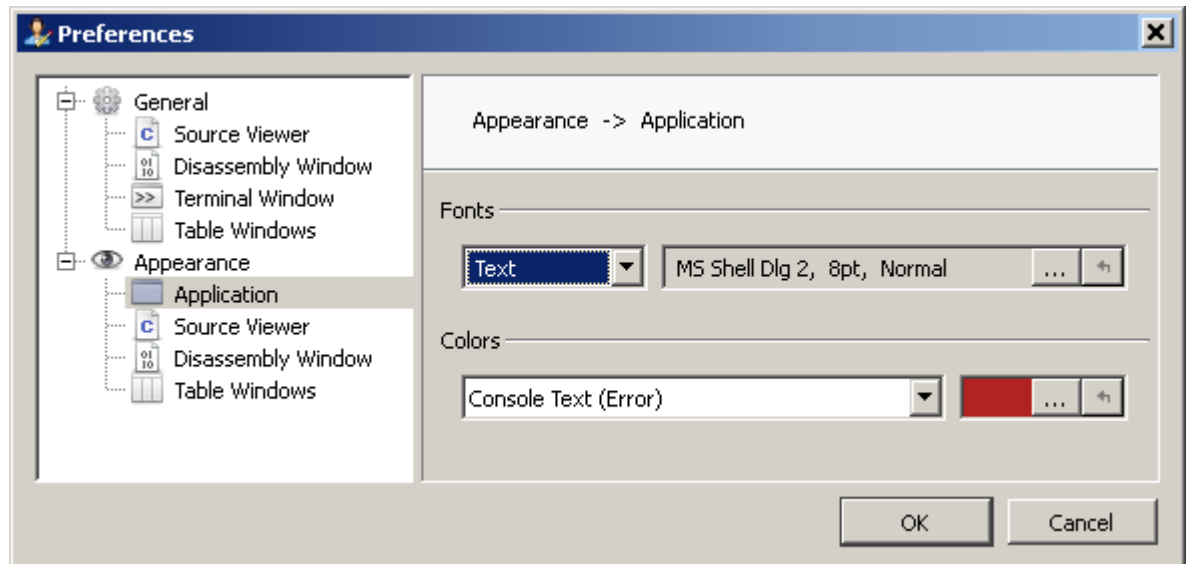 Preferences
General
Source Viewer
Disassembly Window
Terminal Window
Table Windows
Appearance
Application
Source Viewer
Disassembly Window
Table Windows
Appearance -> Application
Fonts
Text MS Shell Dlg 2, 8pt, Normal ...
Colors
Console Text (Error) ...
OK Cancel